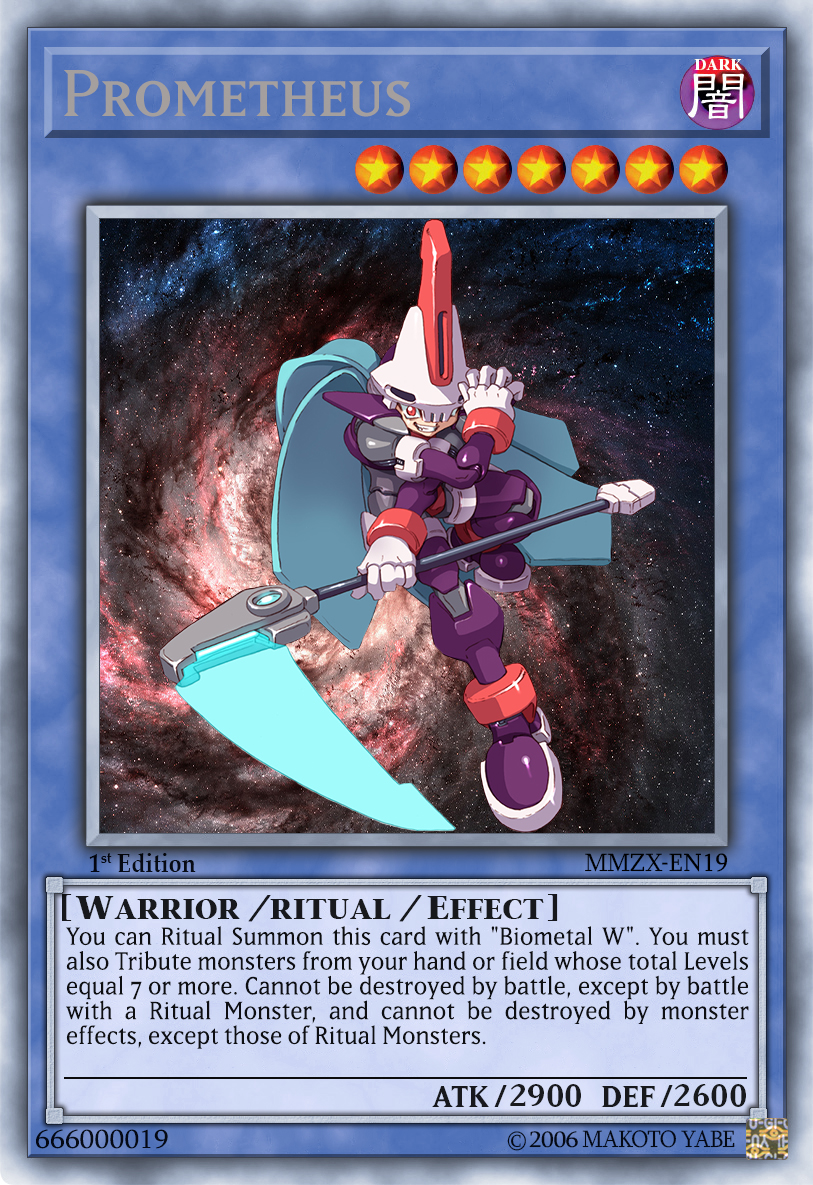 Prometheus
DARK
闇
1st Edition
MMZX-EN19
[Warrior /ritual / Effect]
You can Ritual Summon this card with "Biometal W". You must
also Tribute monsters from your hand or field whose total Levels
equal 7 or more. Cannot be destroyed by battle, except by battle
with a Ritual Monster, and cannot be destroyed by monster
effects, except those of Ritual Monsters.
ATK/2900 DEF/2600
666000019
©2006 MAKOTO YABE